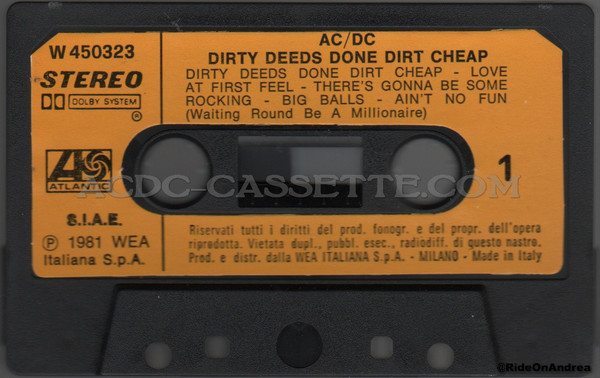 W 450323
AC/DC
DIRTY DEEDS DONE DIRT CHEAP
STEREO
DOLBY SYSTEM
®
DIRTY DEEDS DONE DIRT CHEAP - LOVE
AT FIRST FEEL - THERE'S GONNA BE SOME
ROCKING - BIG BALLS - AIN'T NO FUN
(Waiting Round Be A Millionaire)
ATLANTIC
1
ACDC-CASSETTE.COM
S.I.A.E.
℗ 1981 WEA
Italiana S.p.A.
Riservati tutti i diritti del prod. fonogr. e del propr. dell'opera
riprodotta. Vietata dupl., pubbl. esec., radiodiff. di questo nastro.
Prod. e distr. dalla WEA ITALIANA S.p.A. - MILANO - Made in Italy
@RideOnAndrea